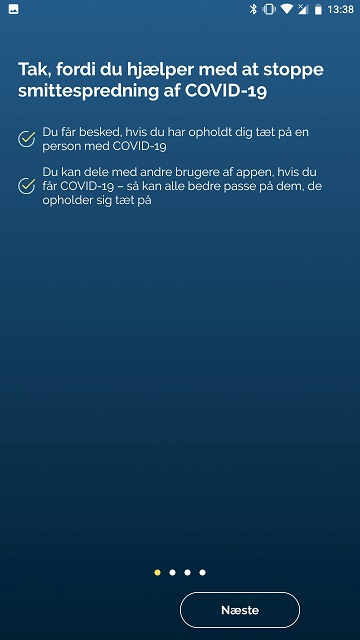 13:38
Tak, fordi du hjælper med at stoppe
smittespredning af COVID-19
Du får besked, hvis du har opholdt dig tæt på en
person med COVID-19
Du kan dele med andre brugere af appen, hvis du
får COVID-19 – så kan alle bedre passe på dem, de
opholder sig tæt på
Næste